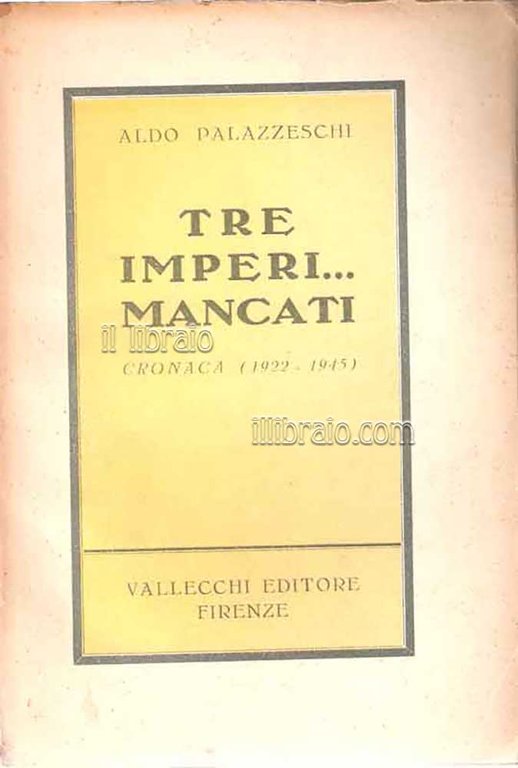 ALDO PALAZZESCHI
TRE
IMPERI...
MANCATI
il libraio
CRONACA (1922 - 1945)
illibraio.com
VALLECCHI EDITORE
FIRENZE